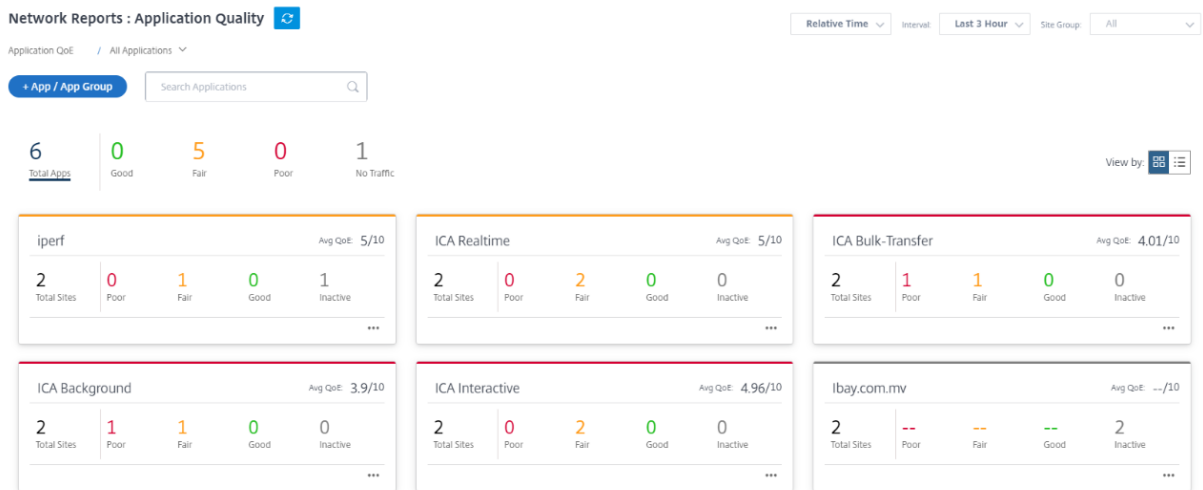 Network Reports : Application Quality
Relative Time Interval: Last 3 Hour Site Group: All
Application QoE / All Applications
+ App / App Group Search Applications
6 0 5 0 1
Total Apps Good Fair Poor No Traffic
View by:
iperf Avg QoE: 5/10
2 0 1 0 1
Total Sites Poor Fair Good Inactive
•••
ICA Realtime Avg QoE: 5/10
2 0 2 0 0
Total Sites Poor Fair Good Inactive
•••
ICA Bulk-Transfer Avg QoE: 4.01/10
2 1 1 0 0
Total Sites Poor Fair Good Inactive
•••
ICA Background Avg QoE: 3.9/10
2 1 1 0 0
Total Sites Poor Fair Good Inactive
•••
ICA Interactive Avg QoE: 4.96/10
2 0 2 0 0
Total Sites Poor Fair Good Inactive
•••
Ibay.com.mv Avg QoE: --/10
2 -- -- -- 2
Total Sites Poor Fair Good Inactive
•••